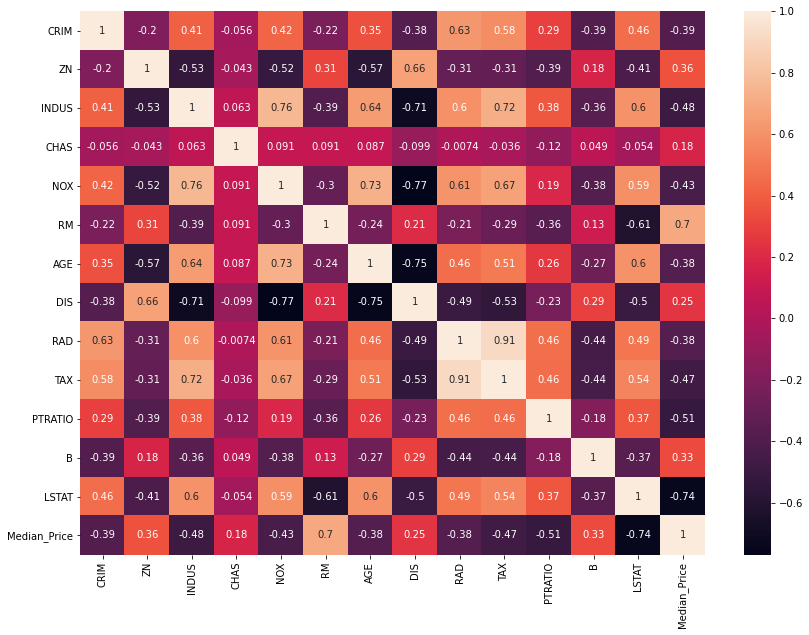 CRIM 1 -0.2 0.41 -0.056 0.42 -0.22 0.35 -0.38 0.63 0.58 0.29 -0.39 0.46 -0.39
ZN -0.2 1 -0.53 -0.043 -0.52 0.31 -0.57 0.66 -0.31 -0.31 -0.39 0.18 -0.41 0.36
INDUS 0.41 -0.53 1 0.063 0.76 -0.39 0.64 -0.71 0.6 0.72 0.38 -0.36 0.6 -0.48
CHAS -0.056 -0.043 0.063 1 0.091 0.091 0.087 -0.099 -0.0074 -0.036 -0.12 0.049 -0.054 0.18
NOX 0.42 -0.52 0.76 0.091 1 -0.3 0.73 -0.77 0.61 0.67 0.19 -0.38 0.59 -0.43
RM -0.22 0.31 -0.39 0.091 -0.3 1 -0.24 0.21 -0.21 -0.29 -0.36 0.13 -0.61 0.7
AGE 0.35 -0.57 0.64 0.087 0.73 -0.24 1 -0.75 0.46 0.51 0.26 -0.27 0.6 -0.38
DIS -0.38 0.66 -0.71 -0.099 -0.77 0.21 -0.75 1 -0.49 -0.53 -0.23 0.29 -0.5 0.25
RAD 0.63 -0.31 0.6 -0.0074 0.61 -0.21 0.46 -0.49 1 0.91 0.46 -0.44 0.49 -0.38
TAX 0.58 -0.31 0.72 -0.036 0.67 -0.29 0.51 -0.53 0.91 1 0.46 -0.44 0.54 -0.47
PTRATIO 0.29 -0.39 0.38 -0.12 0.19 -0.36 0.26 -0.23 0.46 0.46 1 -0.18 0.37 -0.51
B -0.39 0.18 -0.36 0.049 -0.38 0.13 -0.27 0.29 -0.44 -0.44 -0.18 1 -0.37 0.33
LSTAT 0.46 -0.41 0.6 -0.054 0.59 -0.61 0.6 -0.5 0.49 0.54 0.37 -0.37 1 -0.74
Median_Price -0.39 0.36 -0.48 0.18 -0.43 0.7 -0.38 0.25 -0.38 -0.47 -0.51 0.33 -0.74 1
CRIM ZN INDUS CHAS NOX RM AGE DIS RAD TAX PTRATIO B LSTAT Median_Price
1.0
0.8
0.6
0.4
0.2
0.0
−0.2
−0.4
−0.6